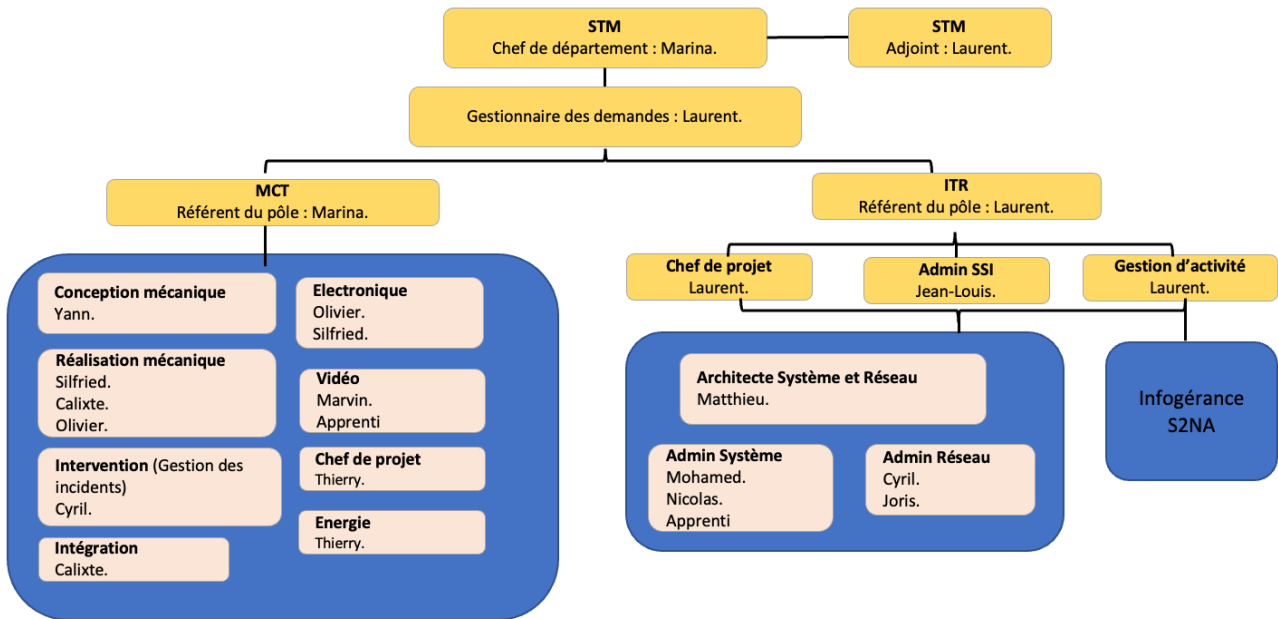 STM
Chef de département : Marina.
STM
Adjoint : Laurent.
Gestionnaire des demandes : Laurent.
MCT
Référent du pôle : Marina.
ITR
Référent du pôle : Laurent.
Conception mécanique
Yann.
Réalisation mécanique
Silfried.
Calixte.
Olivier.
Intervention (Gestion des
incidents)
Cyril.
Intégration
Calixte.
Electronique
Olivier.
Silfried.
Vidéo
Marvin.
Apprenti
Chef de projet
Thierry.
Energie
Thierry.
Chef de projet
Laurent.
Admin SSI
Jean-Louis.
Gestion d’activité
Laurent.
Architecte Système et Réseau
Matthieu.
Admin Système
Mohamed.
Nicolas.
Apprenti
Admin Réseau
Cyril.
Joris.
Infogérance
S2NA